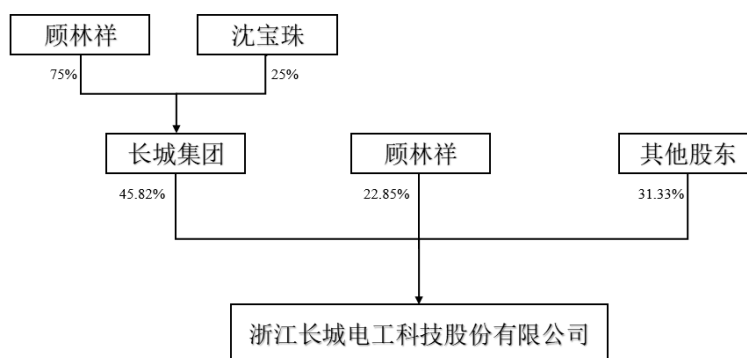 顾林祥
沈宝珠
75%
25%
长城集团
顾林祥
其他股东
45.82%
22.85%
31.33%
浙江长城电工科技股份有限公司